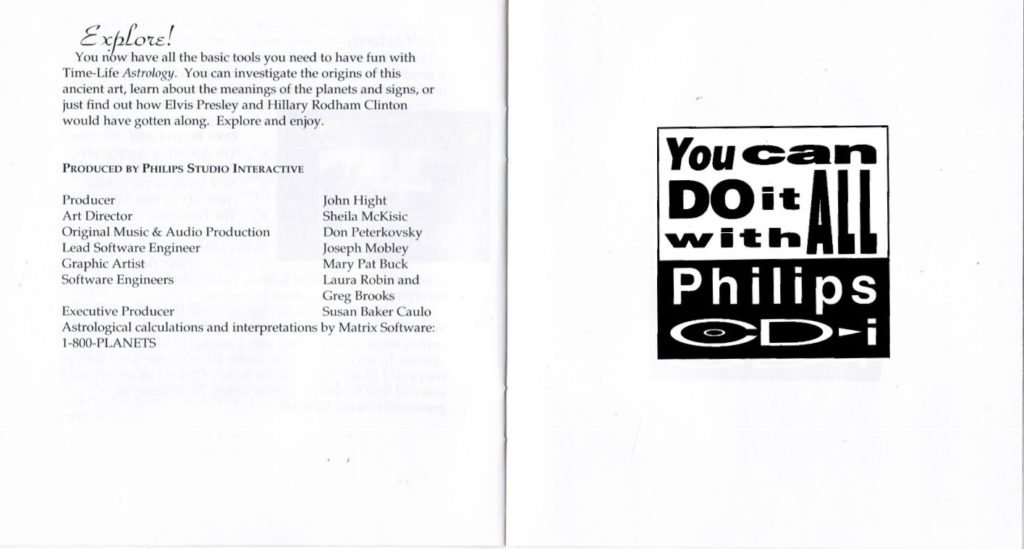 Explore!
You now have all the basic tools you need to have fun with
Time-Life Astrology. You can investigate the origins of this
ancient art, learn about the meanings of the planets and signs, or
just find out how Elvis Presley and Hillary Rodham Clinton
would have gotten along. Explore and enjoy.
PRODUCED BY PHILIPS STUDIO INTERACTIVE
Producer John Hight
Art Director Sheila McKisic
Original Music & Audio Production Don Peterkovsky
Lead Software Engineer Joseph Mobley
Graphic Artist Mary Pat Buck
Software Engineers Laura Robin and
Greg Brooks
Executive Producer Susan Baker Caulo
Astrological calculations and interpretations by Matrix Software:
1-800-PLANETS
You can
DO it
with ALL
Philips
CD-i